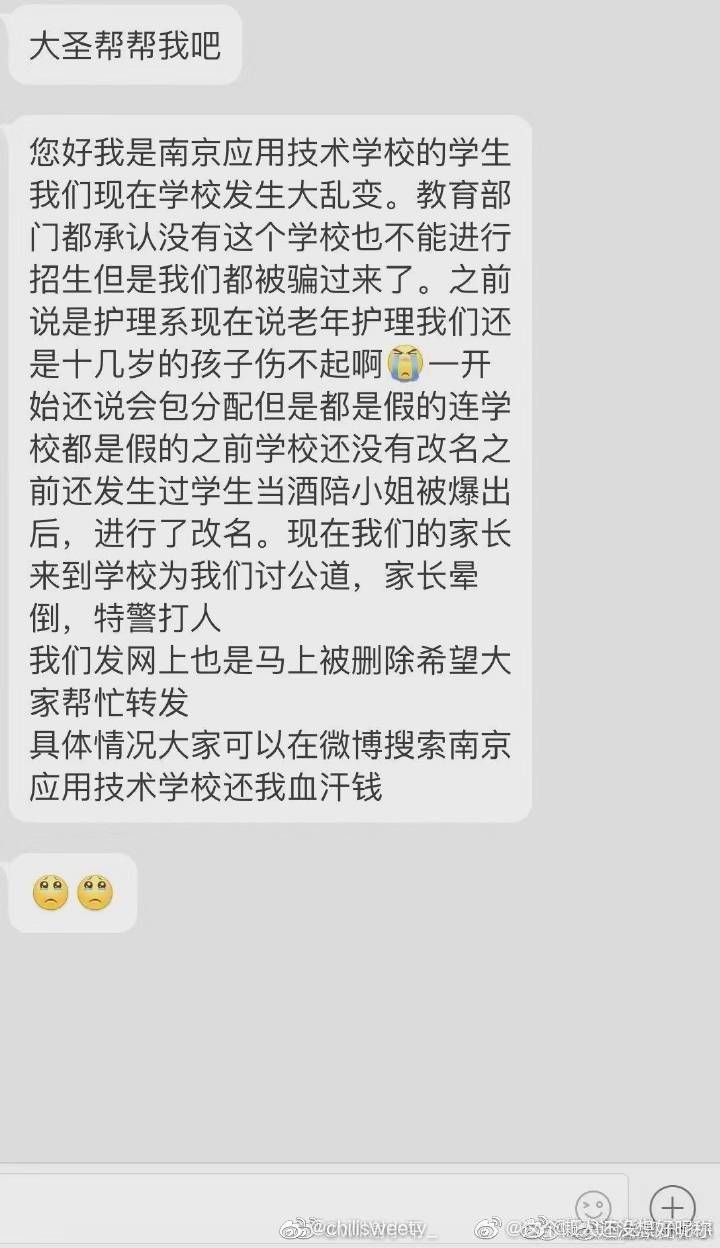 大圣帮帮我吧
您好我是南京应用技术学校的学生
我们现在学校发生大乱变。教育部
门都承认没有这个学校也不能进行
招生但是我们都被骗过来了。之前
说是护理系现在说老年护理我们还
是十几岁的孩子伤不起啊😭一开
始还说会包分配但是都是假的连学
校都是假的之前学校还没有改名之
前还发生过学生当酒陪小姐被爆出
后，进行了改名。现在我们的家长
来到学校为我们讨公道，家长晕
倒，特警打人
我们发网上也是马上被删除希望大
家帮忙转发
具体情况大家可以在微博搜索南京
应用技术学校还我血汗钱
@chilisweety_
还没想好昵称